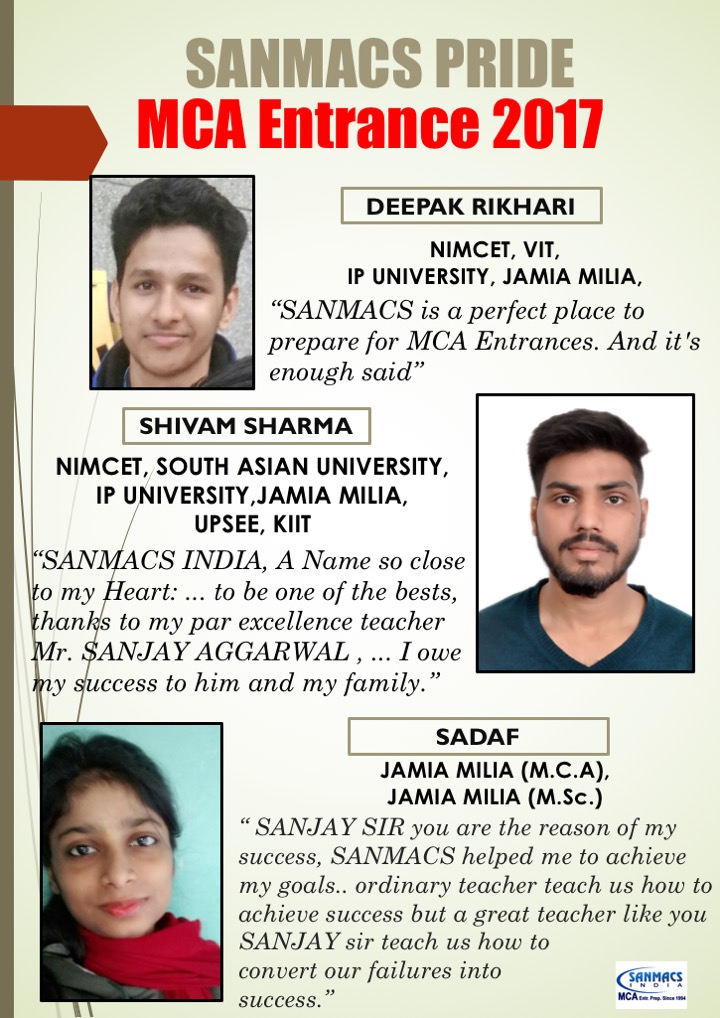 SANMACS PRIDE
MCA Entrance 2017
DEEPAK RIKHARI
NIMCET, VIT,
IP UNIVERSITY, JAMIA MILIA,
“SANMACS is a perfect place to
prepare for MCA Entrances. And it's
enough said”
SHIVAM SHARMA
NIMCET, SOUTH ASIAN UNIVERSITY,
IP UNIVERSITY,JAMIA MILIA,
UPSEE, KIIT
“SANMACS INDIA, A Name so close
to my Heart: ... to be one of the bests,
thanks to my par excellence teacher
Mr. SANJAY AGGARWAL , ... I owe
my success to him and my family.”
SADAF
JAMIA MILIA (M.C.A),
JAMIA MILIA (M.Sc.)
“ SANJAY SIR you are the reason of my
success, SANMACS helped me to achieve
my goals.. ordinary teacher teach us how to
achieve success but a great teacher like you
SANJAY sir teach us how to
convert our failures into
success.”
SANMACS
INDIA
MCA Entr. Prep. Since 1994